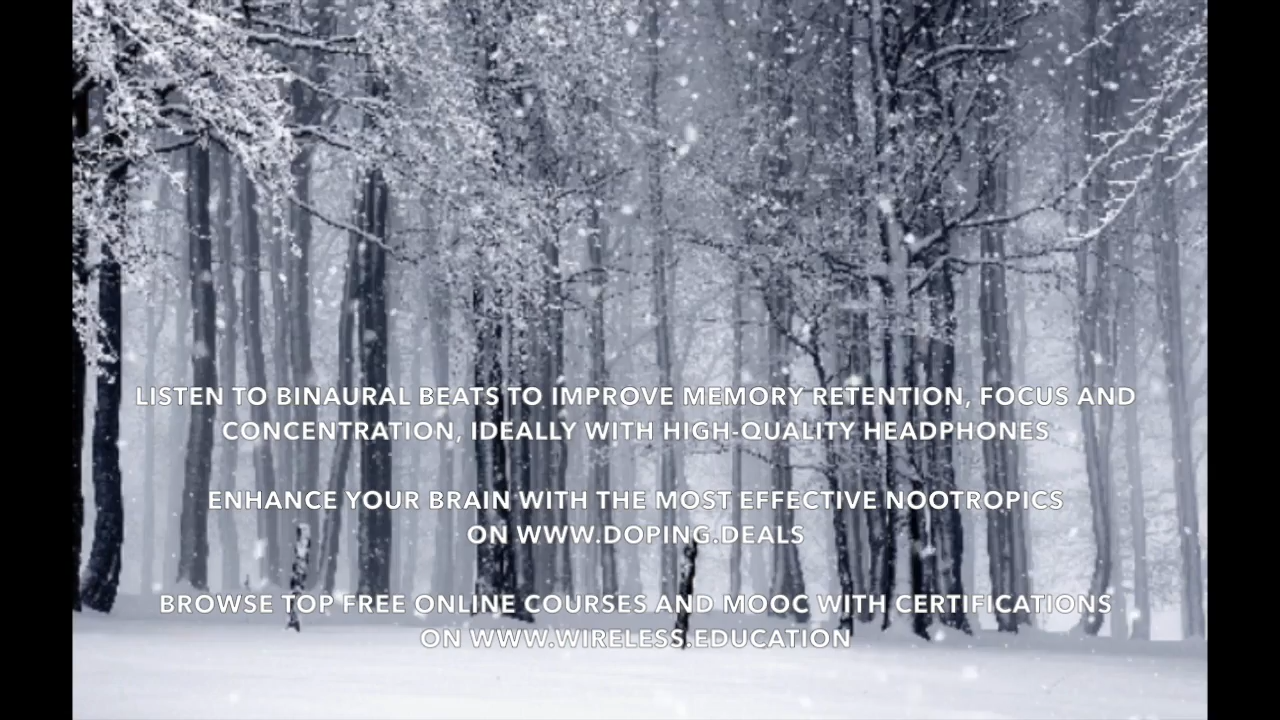 LISTEN TO BINAURAL BEATS TO IMPROVE MEMORY RETENTION, FOCUS AND
CONCENTRATION, IDEALLY WITH HIGH-QUALITY HEADPHONES
ENHANCE YOUR BRAIN WITH THE MOST EFFECTIVE NOOTROPICS
ON WWW.DOPING.DEALS
BROWSE TOP FREE ONLINE COURSES AND MOOC WITH CERTIFICATIONS
ON WWW.WIRELESS.EDUCATION